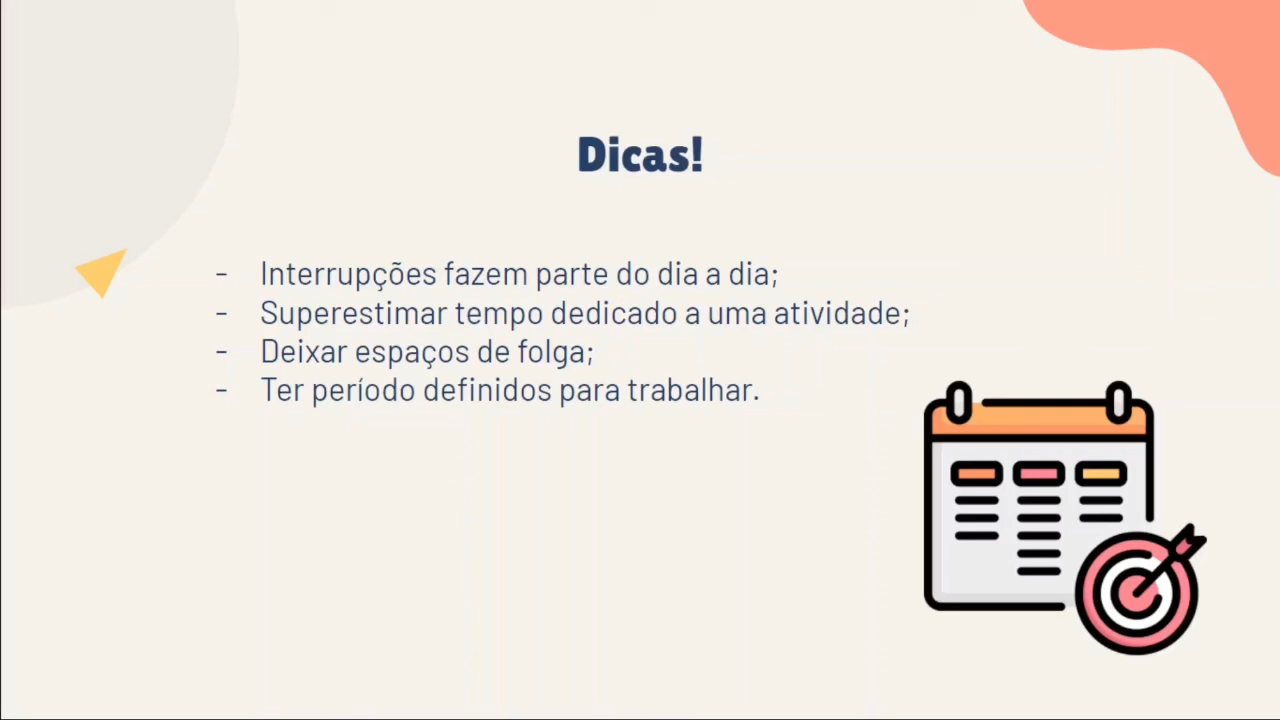 Dicas!
- Interrupções fazem parte do dia a dia;
- Superestimar tempo dedicado a uma atividade;
- Deixar espaços de folga;
- Ter período definidos para trabalhar.